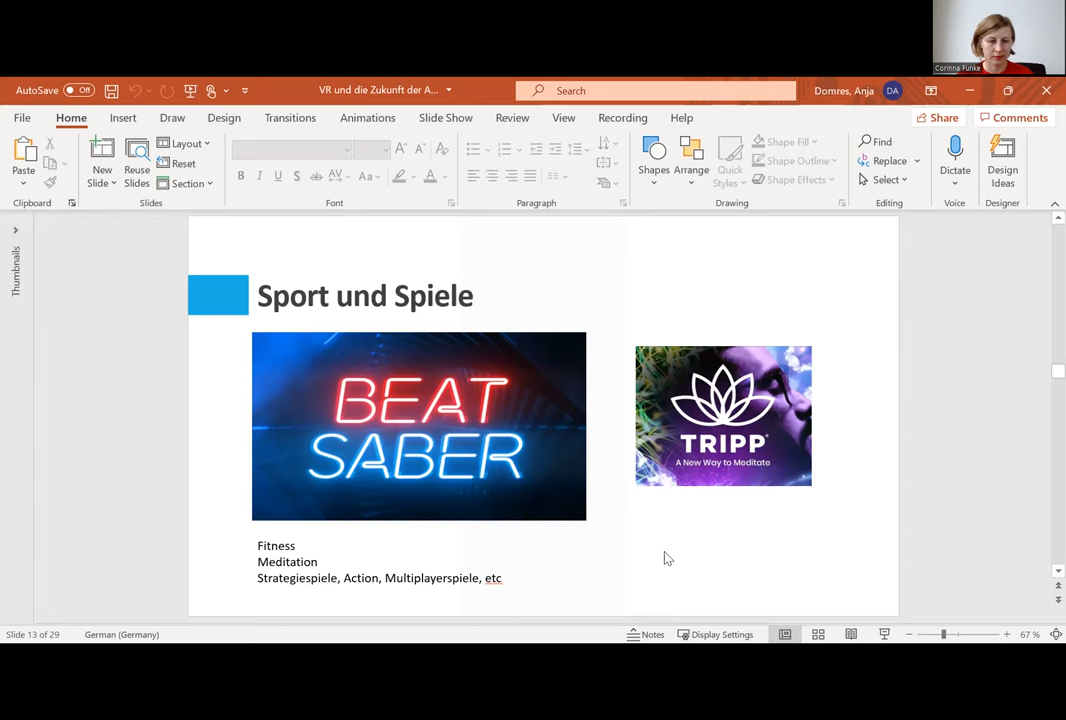 Corinna Funke
AutoSave Off
VR und die Zukunft der A...
Search
Domres, Anja DA
File Home Insert Draw Design Transitions Animations Slide Show Review View Recording Help
Share Comments
Paste
New Slide
Reuse Slides
Layout
Reset
Section
B I U S ab AV Aa A
Shapes
Arrange
Quick Styles
Shape Fill
Shape Outline
Shape Effects
Find
Replace
Select
Dictate
Design Ideas
Clipboard Slides Font Paragraph Drawing Editing Voice Designer
Thumbnails
Sport und Spiele
BEAT
SABER
TRIPP
A New Way to Meditate
Fitness
Meditation
Strategiespiele, Action, Multiplayerspiele, etc
Slide 13 of 29 German (Germany) Notes Display Settings 67 %